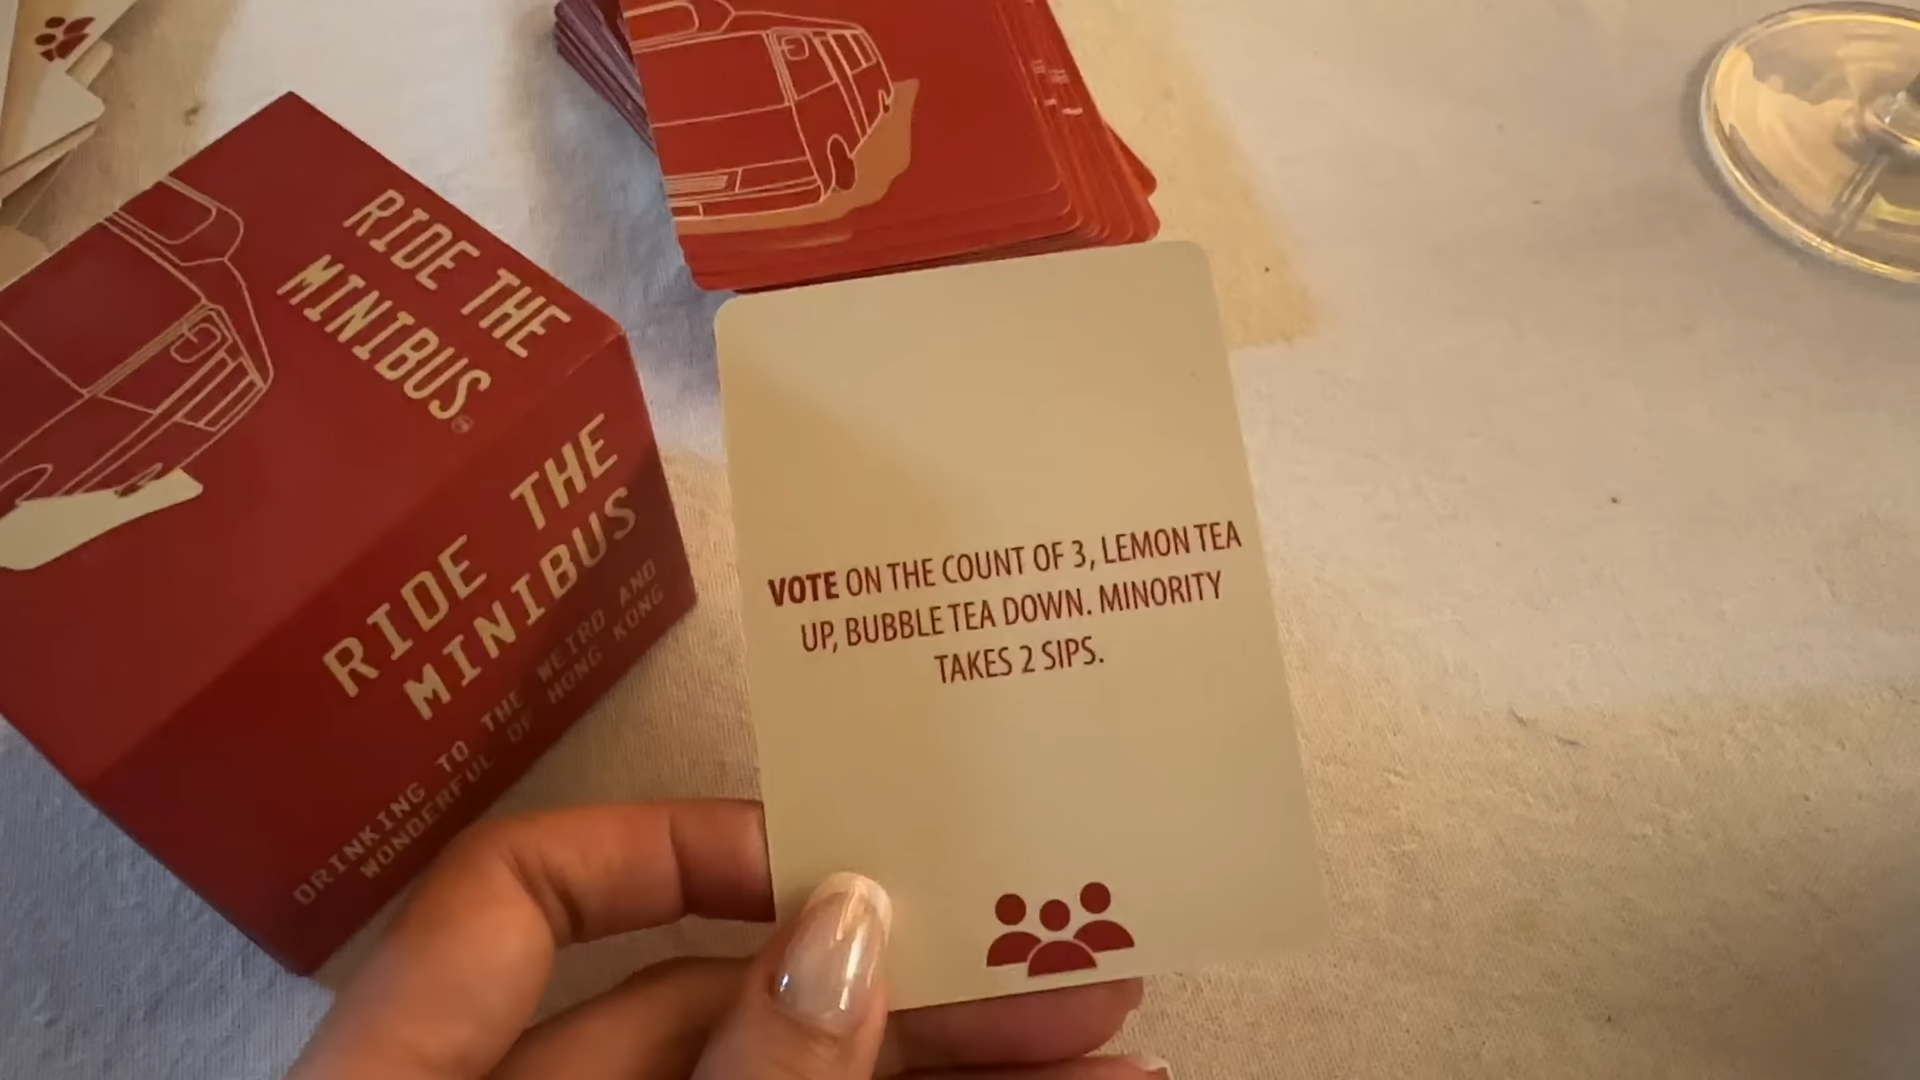 RIDE THE
MINIBUS
RIDE THE
MINIBUS
DRINKING TO THE WEIRD AND
WONDERFUL OF HONG KONG
VOTE ON THE COUNT OF 3, LEMON TEA
UP, BUBBLE TEA DOWN. MINORITY
TAKES 2 SIPS.